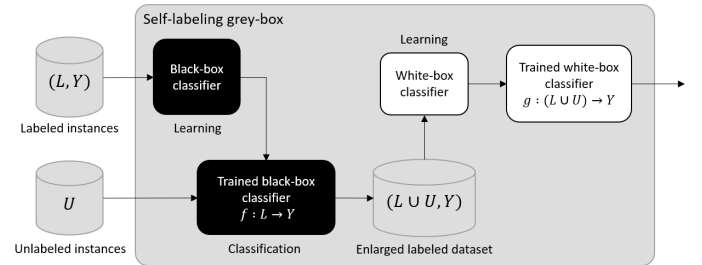 Self-labeling grey-box
(L, Y)
Labeled instances
Black-box
classifier
Learning
Learning
White-box
classifier
Trained white-box
classifier
g : (L ∪ U) → Y
U
Unlabeled instances
Trained black-box
classifier
f : L → Y
Classification
(L ∪ U, Y)
Enlarged labeled dataset